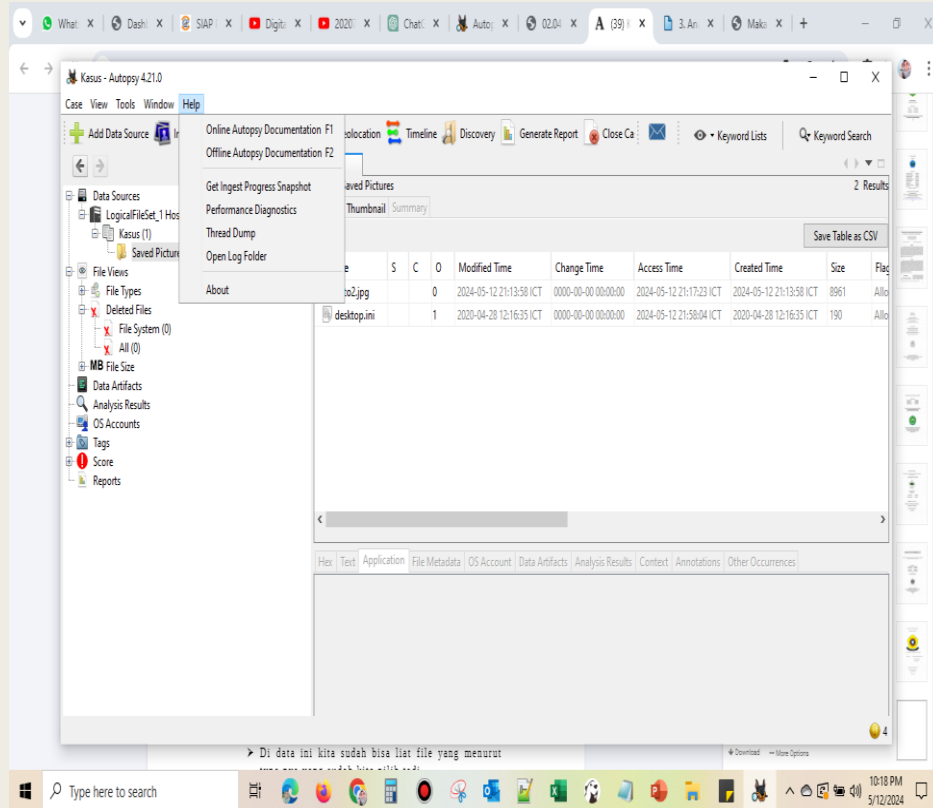 What
Dash
SIAP
Digit
2020
Chat
Auto
02.04
A (39)
3. An
Maka
Kasus - Autopsy 4.21.0
Case View Tools Window Help
Add Data Source
Timeline Discovery Generate Report Close Ca Keyword Lists Keyword Search
Online Autopsy Documentation F1
Offline Autopsy Documentation F2
Get Ingest Progress Snapshot
Performance Diagnostics
Thread Dump
Open Log Folder
About
aved Pictures 2 Results
Thumbnail Summary
Save Table as CSV
Data Sources
LogicalFileSet_1 Hos
Kasus (1)
Saved Picture
File Views
File Types
Deleted Files
File System (0)
All (0)
MB File Size
Data Artifacts
Analysis Results
OS Accounts
Tags
Score
Reports
S C O Modified Time Change Time Access Time Created Time Size Flag
to2.jpg 0 2024-05-12 21:13:58 ICT 0000-00-00 00:00:00 2024-05-12 21:17:23 ICT 2024-05-12 21:13:58 ICT 8961 Allo
desktop.ini 1 2020-04-28 12:16:35 ICT 0000-00-00 00:00:00 2024-05-12 21:58:04 ICT 2020-04-28 12:16:35 ICT 190 Allo
Hex Text Application File Metadata OS Account Data Artifacts Analysis Results Context Annotations Other Occurrences
4
➤ Di data ini kita sudah bisa liat file yang menurut
Download More Options
Type here to search
10:18 PM
5/12/2024